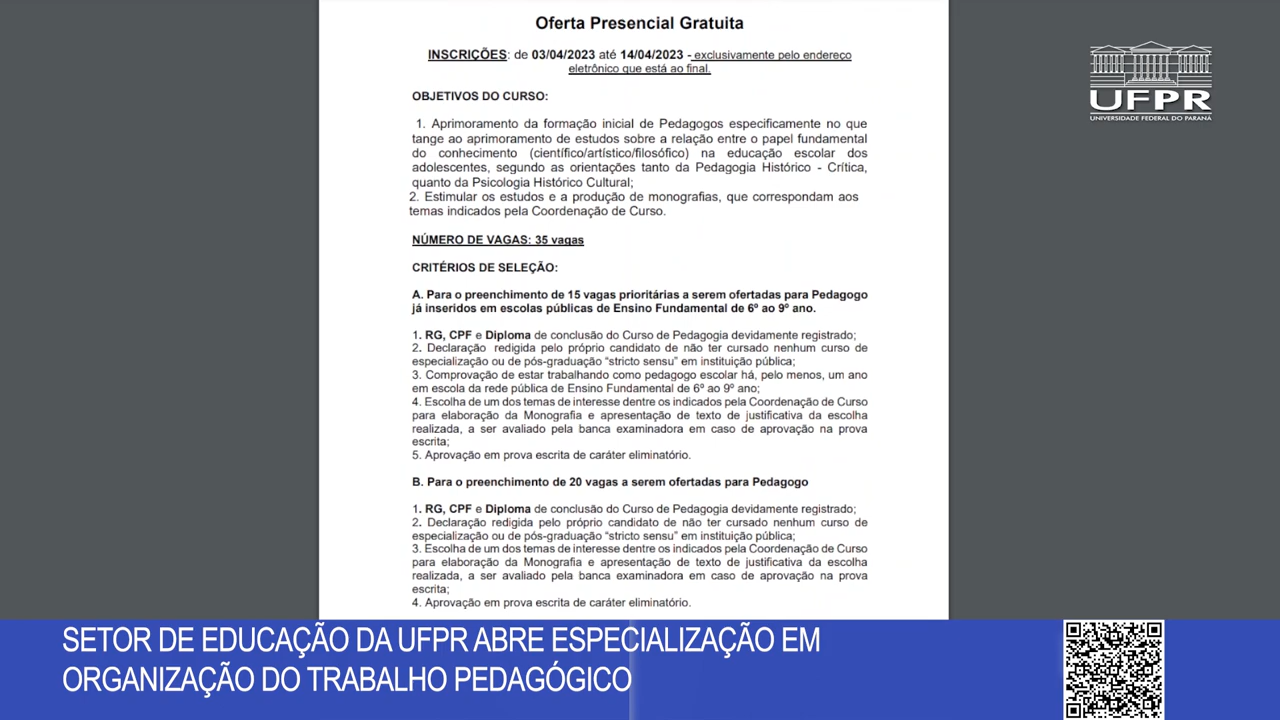 Oferta Presencial Gratuita
INSCRIÇÕES: de 03/04/2023 até 14/04/2023 - exclusivamente pelo endereço
eletrônico que está ao final.
UFPR
UNIVERSIDADE FEDERAL DO PARANÁ
OBJETIVOS DO CURSO:
1. Aprimoramento da formação inicial de Pedagogos especificamente no que
tange ao aprimoramento de estudos sobre a relação entre o papel fundamental
do conhecimento (científico/artístico/filosófico) na educação escolar dos
adolescentes, segundo as orientações tanto da Pedagogia Histórico - Crítica,
quanto da Psicologia Histórico Cultural;
2. Estimular os estudos e a produção de monografias, que correspondam aos
temas indicados pela Coordenação de Curso.
NÚMERO DE VAGAS: 35 vagas
CRITÉRIOS DE SELEÇÃO:
A. Para o preenchimento de 15 vagas prioritárias a serem ofertadas para Pedagogo
já inseridos em escolas públicas de Ensino Fundamental de 6º ao 9º ano.
1. RG, CPF e Diploma de conclusão do Curso de Pedagogia devidamente registrado;
2. Declaração redigida pelo próprio candidato de não ter cursado nenhum curso de
especialização ou de pós-graduação “stricto sensu” em instituição pública;
3. Comprovação de estar trabalhando como pedagogo escolar há, pelo menos, um ano
em escola da rede pública de Ensino Fundamental de 6º ao 9º ano;
4. Escolha de um dos temas de interesse dentre os indicados pela Coordenação de Curso
para elaboração da Monografia e apresentação de texto de justificativa da escolha
realizada, a ser avaliado pela banca examinadora em caso de aprovação na prova
escrita;
5. Aprovação em prova escrita de caráter eliminatório.
B. Para o preenchimento de 20 vagas a serem ofertadas para Pedagogo
1. RG, CPF e Diploma de conclusão do Curso de Pedagogia devidamente registrado;
2. Declaração redigida pelo próprio candidato de não ter cursado nenhum curso de
especialização ou de pós-graduação “stricto sensu” em instituição pública;
3. Escolha de um dos temas de interesse dentre os indicados pela Coordenação de Curso
para elaboração da Monografia e apresentação de texto de justificativa da escolha
realizada, a ser avaliado pela banca examinadora em caso de aprovação na prova
escrita;
4. Aprovação em prova escrita de caráter eliminatório.
SETOR DE EDUCAÇÃO DA UFPR ABRE ESPECIALIZAÇÃO EM
ORGANIZAÇÃO DO TRABALHO PEDAGÓGICO